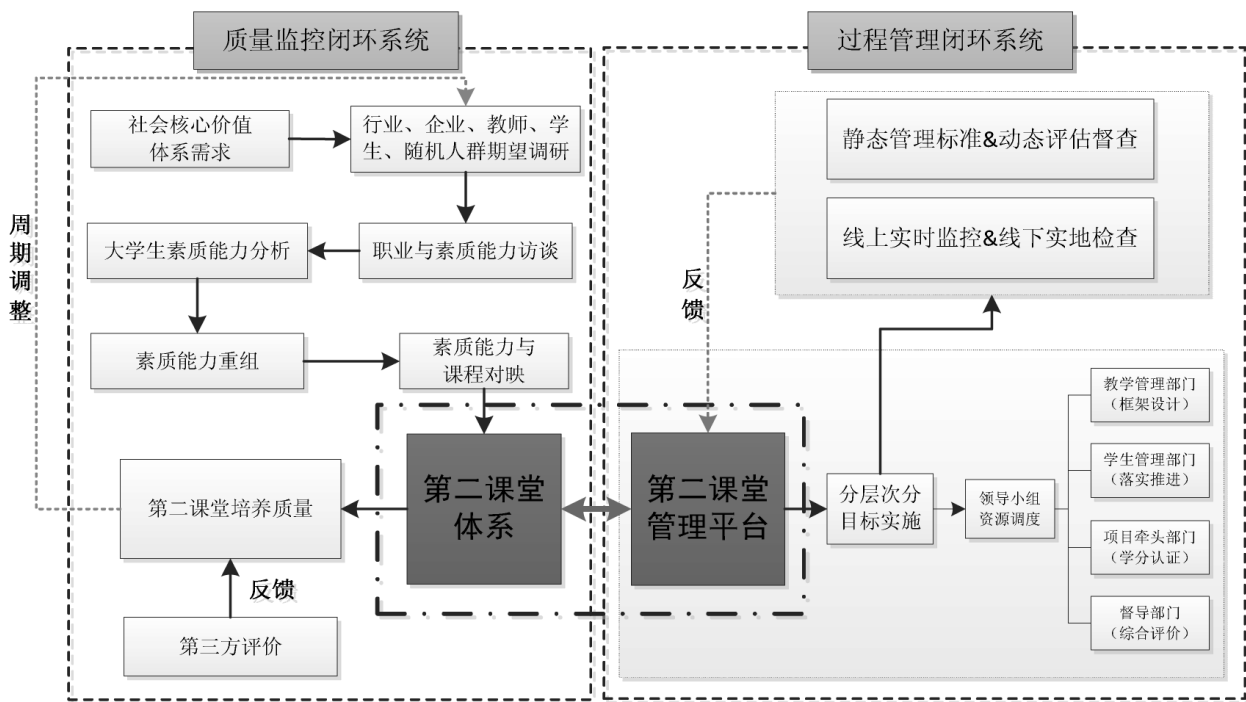 质量监控闭环系统
过程管理闭环系统
社会核心价值
体系需求
行业、企业、教师、学
生、随机人群期望调研
大学生素质能力分析
职业与素质能力访谈
素质能力重组
素质能力与
课程对映
第二课堂
体系
第二课堂培养质量
反馈
第三方评价
周期调整
静态管理标准&动态评估督查
线上实时监控&线下实地检查
反馈
第二课堂
管理平台
分层次分
目标实施
领导小组
资源调度
教学管理部门
（框架设计）
学生管理部门
（落实推进）
项目牵头部门
（学分认证）
督导部门
（综合评价）